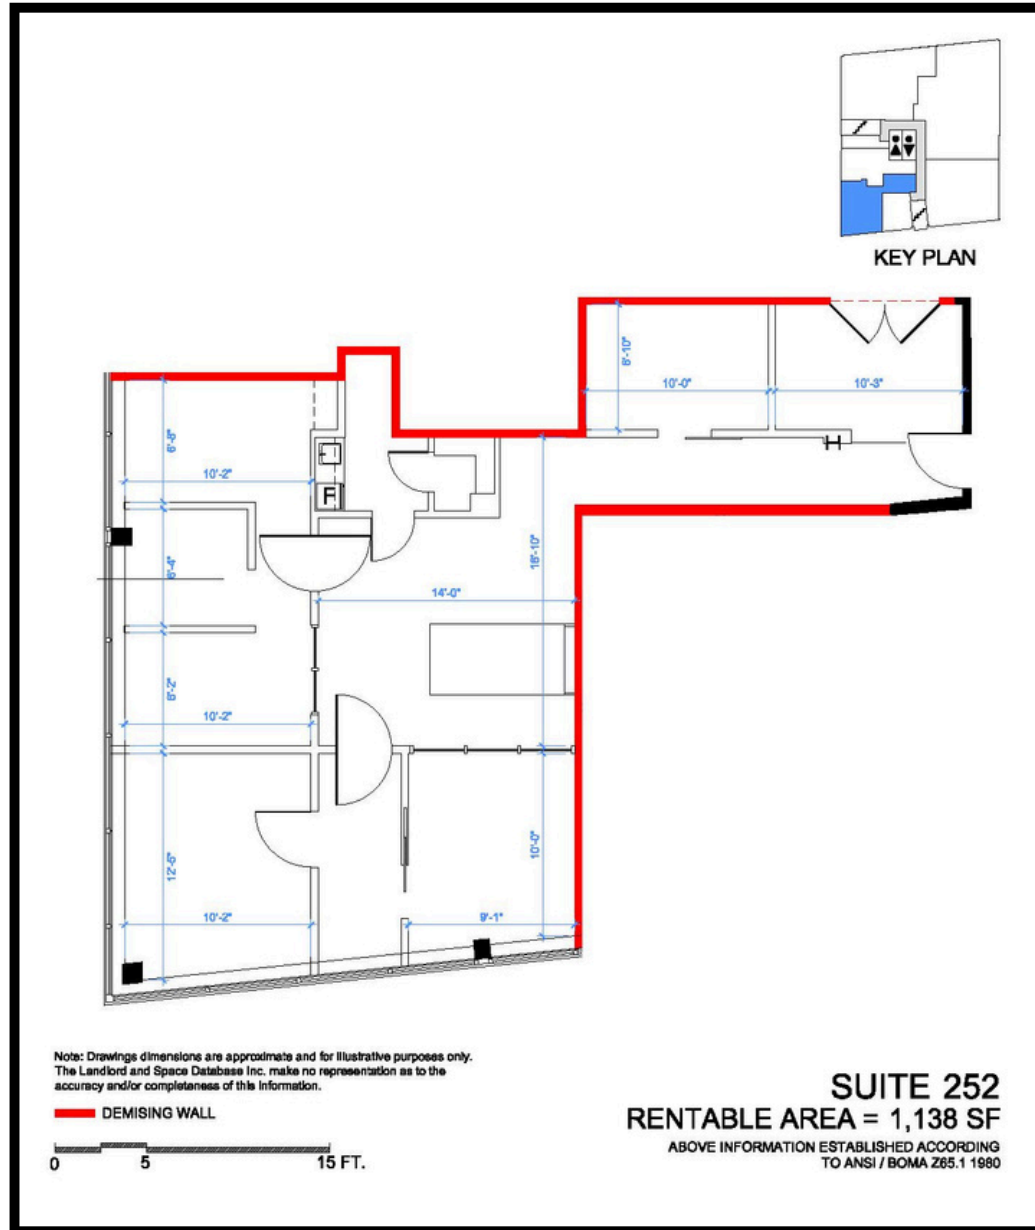 KEY PLAN
6'-10"
10'-0"
10'-3"
6'-8"
10'-2"
F
6'-4"
16'-10"
14'-0"
6'-2"
10'-2"
12'-5"
10'-0"
10'-2"
9'-1"
Note: Drawings dimensions are approximate and for illustrative purposes only.
The Landlord and Space Database Inc. make no representation as to the
accuracy and/or completeness of this information.
DEMISING WALL
0 5 15 FT.
SUITE 252
RENTABLE AREA = 1,138 SF
ABOVE INFORMATION ESTABLISHED ACCORDING
TO ANSI / BOMA Z65.1 1980